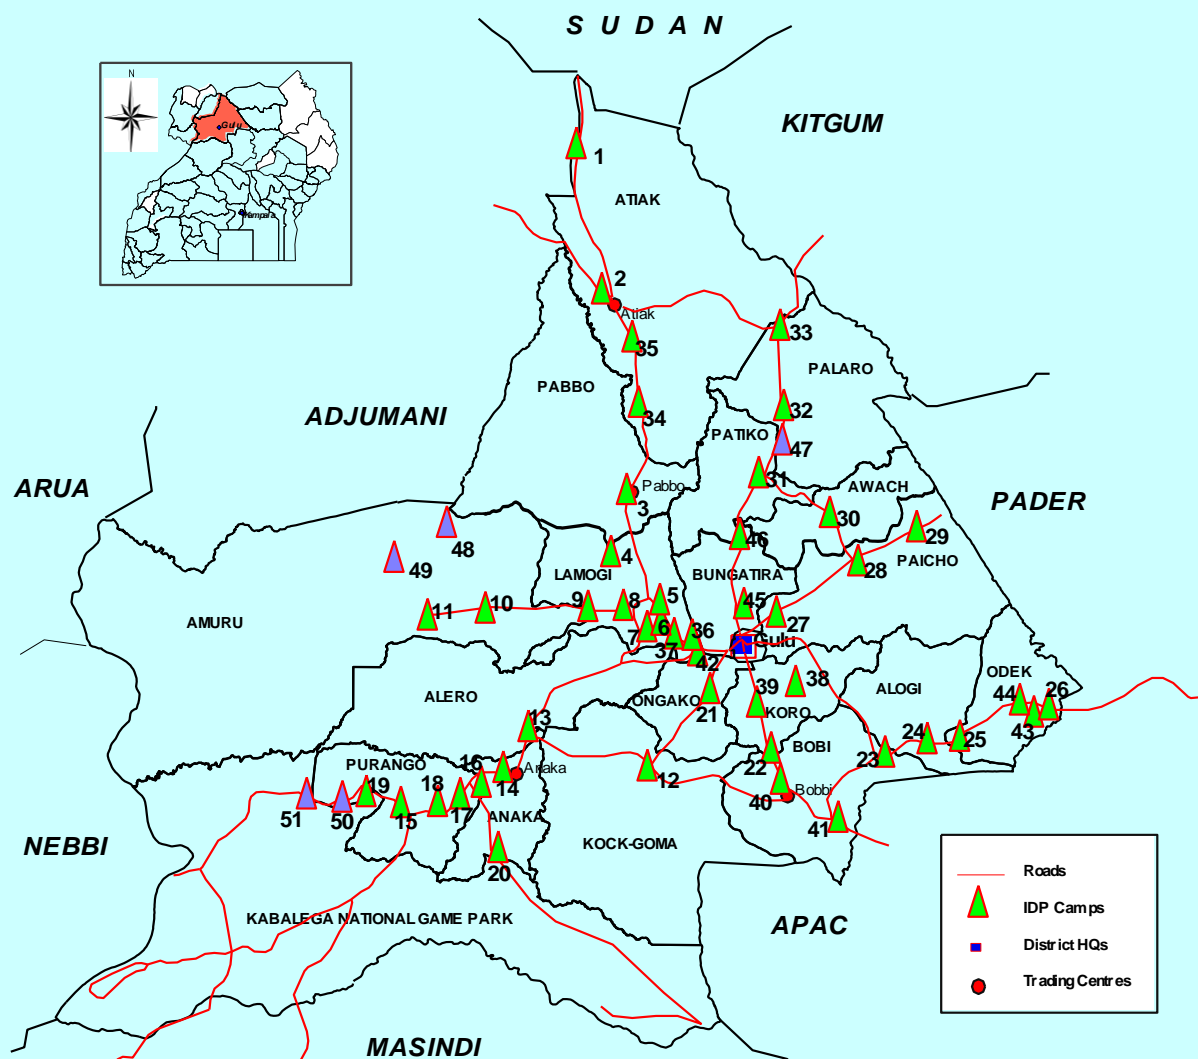 S U D A N
N
KITGUM
Gulu
1
ATIAK
Kampala
2
Atiak
33
35
PALARO
PABBO
32
34
ADJUMANI
PATIKO
47
31
ARUA
Pabbo
AWACH
PADER
3
30
48
29
46
4
PAICHO
49
LAMOGI
BUNGATIRA
28
9
8
5
45
11
10
AMURU
6
27
7
36
Gulu
37
42
ODEK
39
38
ALERO
ONGAKO
ALOGI
44
26
21
KORO
13
43
24
BOBI
25
PURANGO
16
Anaka
22
23
19
18
14
12
40
Bobbi
51
50
15
17
ANAKA
41
NEBBI
KOCK-GOMA
20
Roads
IDP Camps
KABALEGA NATIONAL GAME PARK
APAC
District HQs
Trading Centres
MASINDI